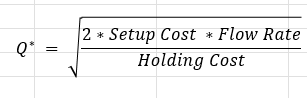 Q* = √(2 * Setup Cost * Flow Rate / Holding Cost)